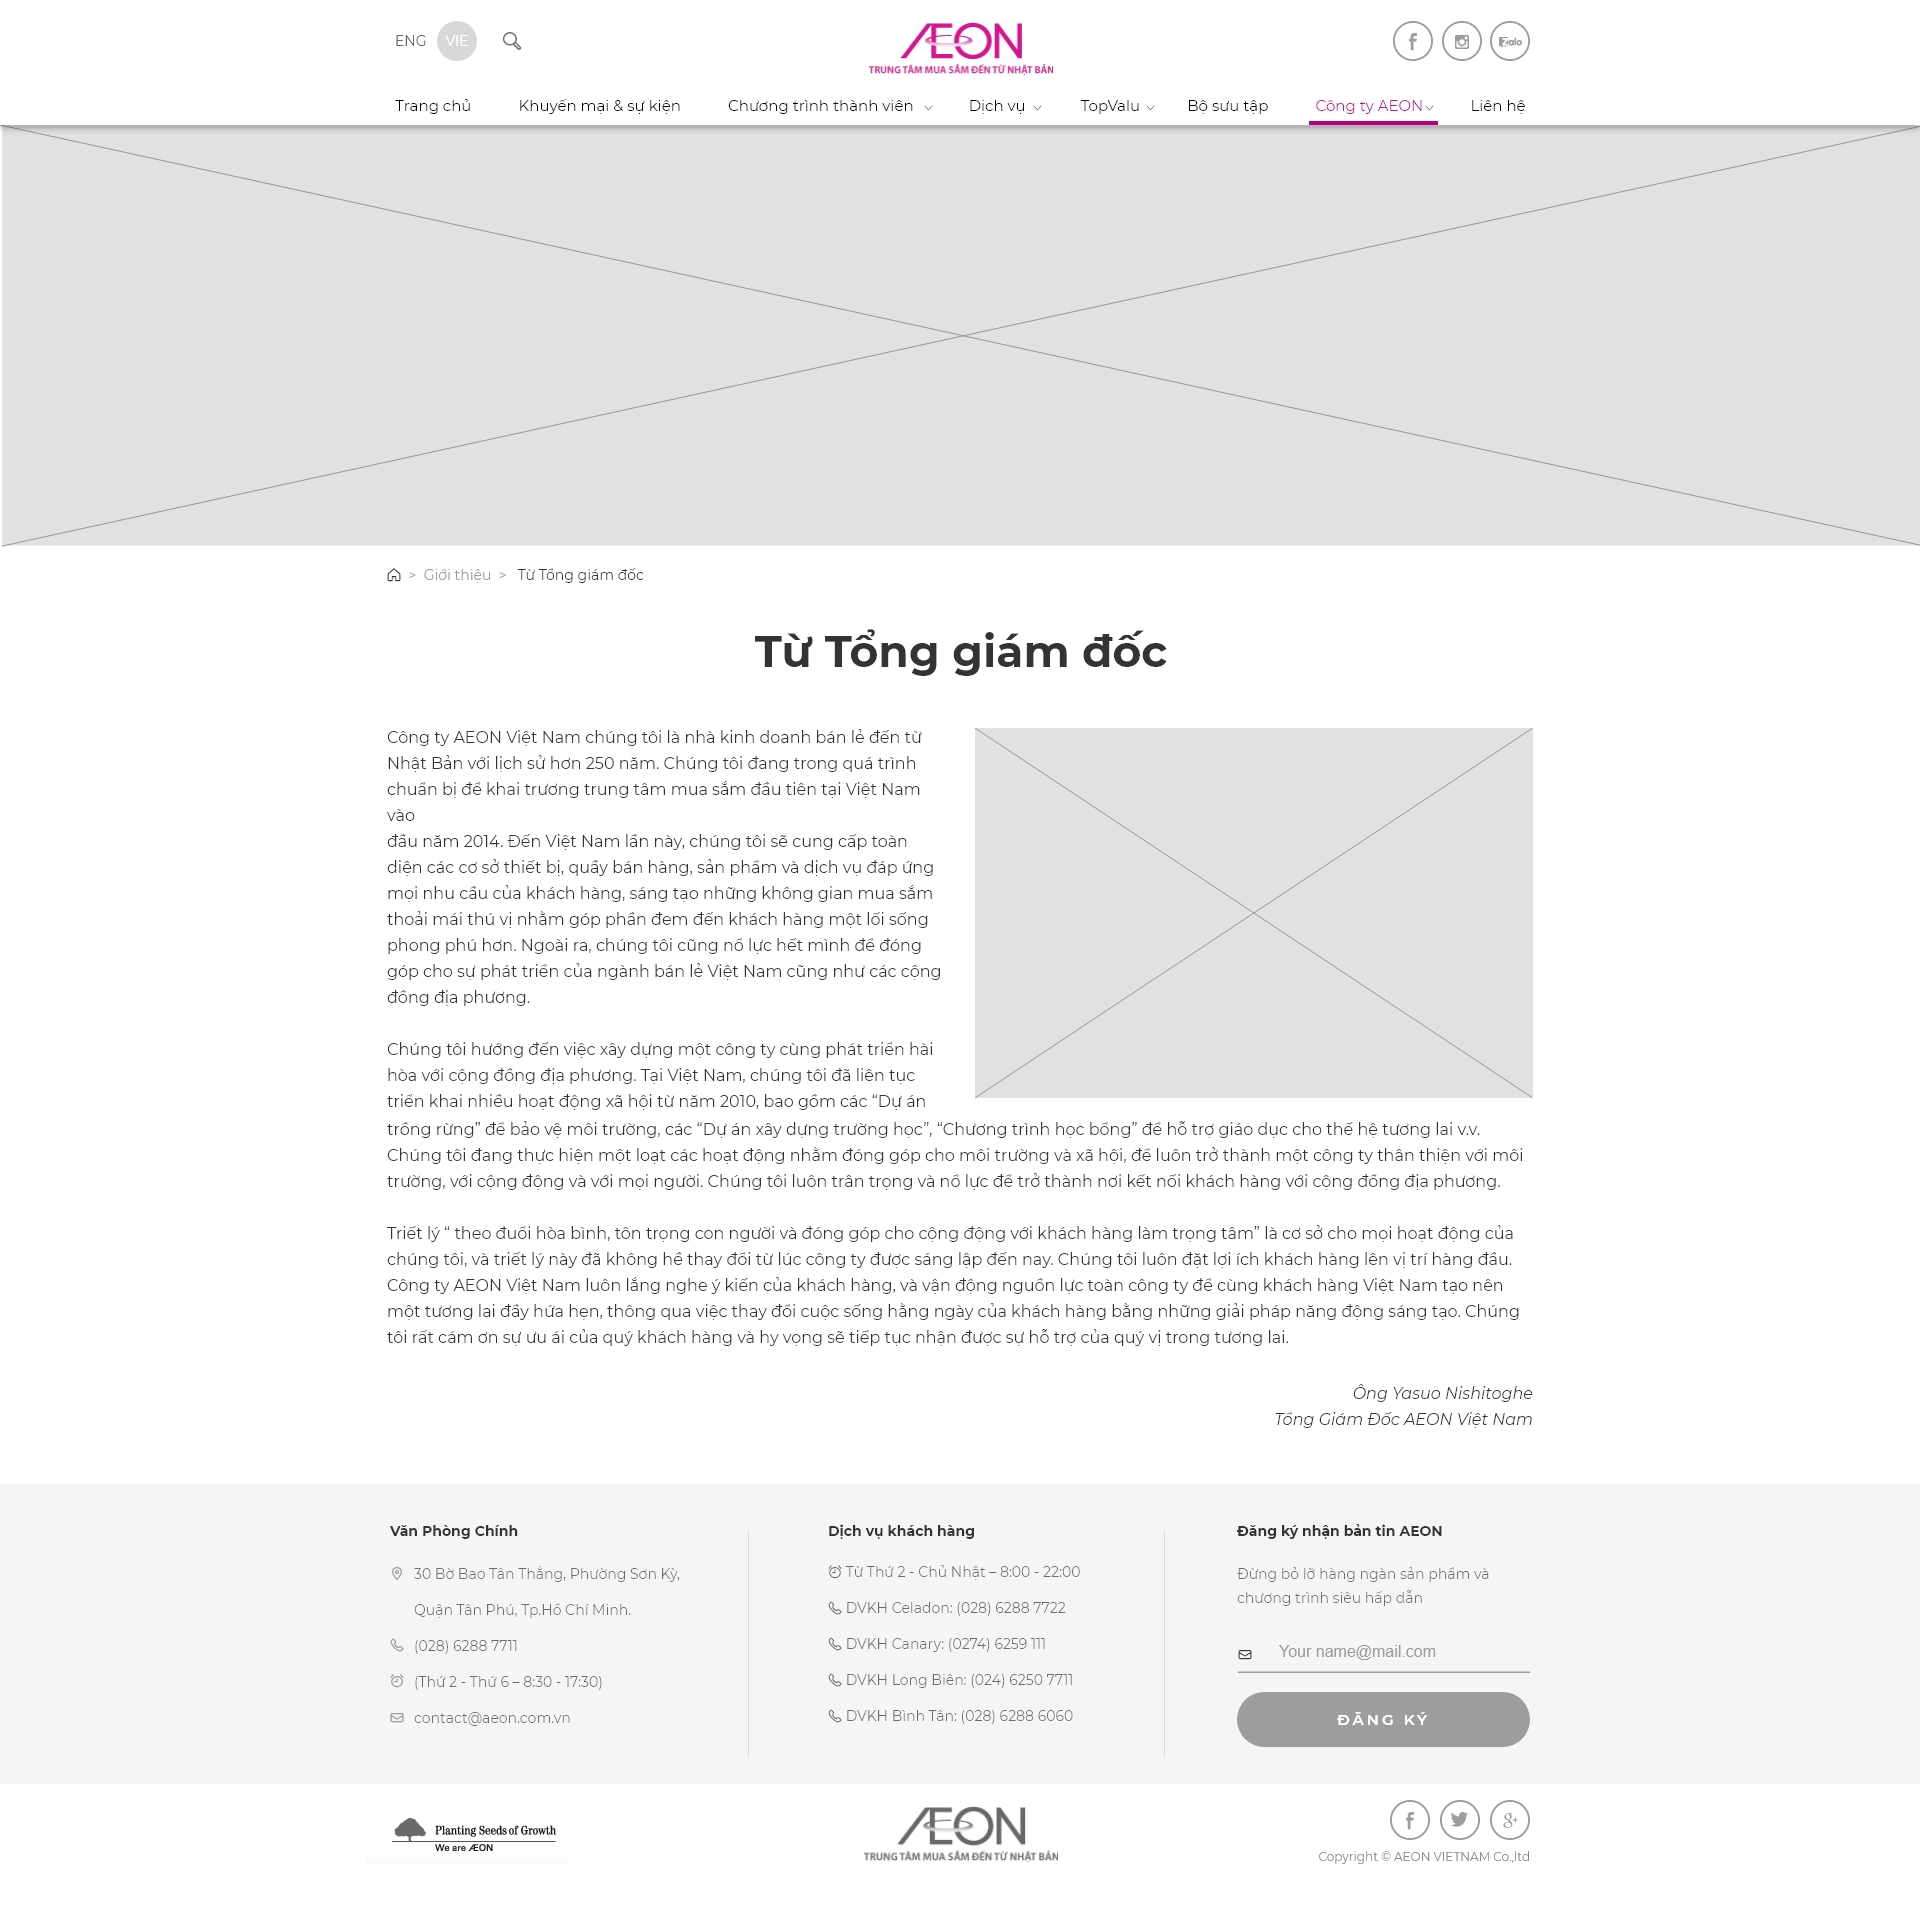 ENG VIE
ÆON
TRUNG TÂM MUA SẮM ĐẾN TỪ NHẬT BẢN
Zalo
Trang chủ Khuyến mại & sự kiện Chương trình thành viên Dịch vụ TopValu Bộ sưu tập Công ty AEON Liên hệ
> Giới thiệu > Từ Tổng giám đốc
Từ Tổng giám đốc
Công ty AEON Việt Nam chúng tôi là nhà kinh doanh bán lẻ đến từ
Nhật Bản với lịch sử hơn 250 năm. Chúng tôi đang trong quá trình
chuẩn bị để khai trương trung tâm mua sắm đầu tiên tại Việt Nam
vào
đầu năm 2014. Đến Việt Nam lần này, chúng tôi sẽ cung cấp toàn
diện các cơ sở thiết bị, quầy bán hàng, sản phẩm và dịch vụ đáp ứng
mọi nhu cầu của khách hàng, sáng tạo những không gian mua sắm
thoải mái thú vị nhằm góp phần đem đến khách hàng một lối sống
phong phú hơn. Ngoài ra, chúng tôi cũng nổ lực hết mình để đóng
góp cho sự phát triển của ngành bán lẻ Việt Nam cũng như các cộng
đồng địa phương.
Chúng tôi hướng đến việc xây dựng một công ty cùng phát triển hài
hòa với cộng đồng địa phương. Tại Việt Nam, chúng tôi đã liên tục
triển khai nhiều hoạt động xã hội từ năm 2010, bao gồm các “Dự án
trồng rừng” để bảo vệ môi trường, các “Dự án xây dựng trường học”, “Chương trình học bổng” để hỗ trợ giáo dục cho thế hệ tương lai v.v.
Chúng tôi đang thực hiện một loạt các hoạt động nhằm đóng góp cho môi trường và xã hội, để luôn trở thành một công ty thân thiện với môi
trường, với cộng động và với mọi người. Chúng tôi luôn trân trọng và nổ lực để trở thành nơi kết nối khách hàng với cộng đồng địa phương.
Triết lý “ theo đuổi hòa bình, tôn trọng con người và đóng góp cho cộng động với khách hàng làm trọng tâm” là cơ sở cho mọi hoạt động của
chúng tôi, và triết lý này đã không hề thay đổi từ lúc công ty được sáng lập đến nay. Chúng tôi luôn đặt lợi ích khách hàng lên vị trí hàng đầu.
Công ty AEON Việt Nam luôn lắng nghe ý kiến của khách hàng, và vận động nguồn lực toàn công ty để cùng khách hàng Việt Nam tạo nên
một tương lai đầy hứa hẹn, thông qua việc thay đổi cuộc sống hằng ngày của khách hàng bằng những giải pháp năng động sáng tạo. Chúng
tôi rất cám ơn sự ưu ái của quý khách hàng và hy vọng sẽ tiếp tục nhận được sự hỗ trợ của quý vị trong tương lai.
Ông Yasuo Nishitoghe
Tổng Giám Đốc AEON Việt Nam
Văn Phòng Chính
30 Bờ Bao Tân Thắng, Phường Sơn Kỳ,
Quận Tân Phú, Tp.Hồ Chí Minh.
(028) 6288 7711
(Thứ 2 - Thứ 6 – 8:30 - 17:30)
contact@aeon.com.vn
Dịch vụ khách hàng
Từ Thứ 2 - Chủ Nhật – 8:00 - 22:00
DVKH Celadon: (028) 6288 7722
DVKH Canary: (0274) 6259 111
DVKH Long Biên: (024) 6250 7711
DVKH Bình Tân: (028) 6288 6060
Đăng ký nhận bản tin AEON
Đừng bỏ lỡ hàng ngàn sản phẩm và
chương trình siêu hấp dẫn
Your name@mail.com
ĐĂNG KÝ
Planting Seeds of Growth
We are ÆON
ÆON
TRUNG TÂM MUA SẮM ĐẾN TỪ NHẬT BẢN
Copyright © AEON VIETNAM Co.,ltd